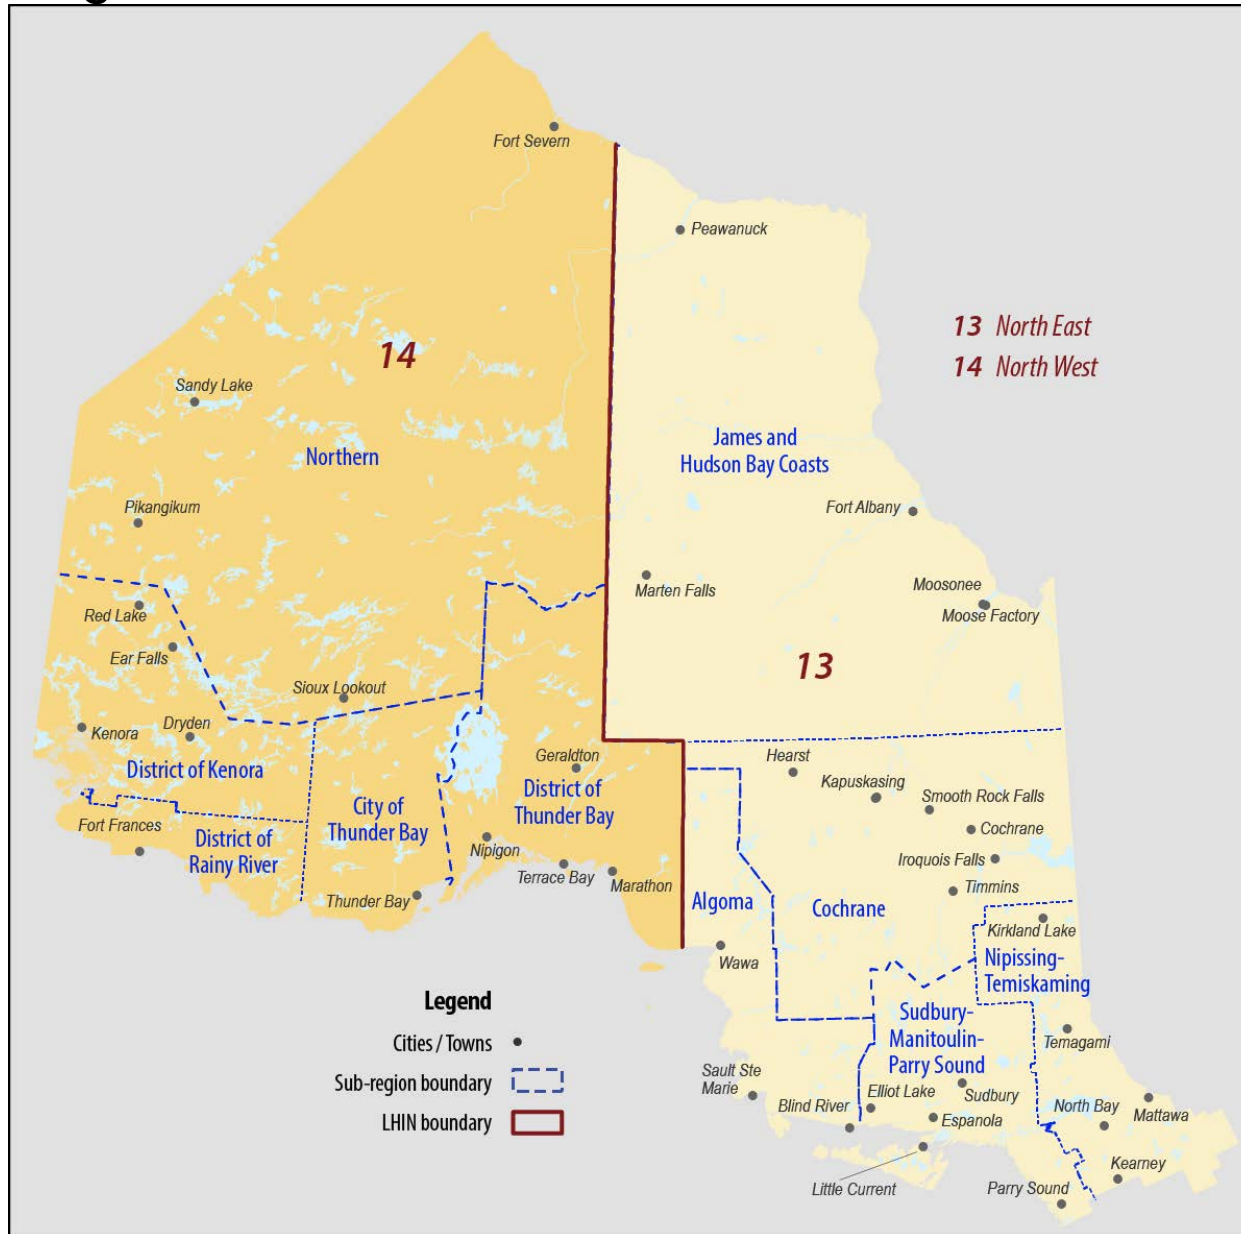 Fort Severn
Peawanuck
13 North East
14 North West
14
Sandy Lake
Northern
James and
Hudson Bay Coasts
Pikangikum
Fort Albany
Marten Falls
Moosonee
Moose Factory
Red Lake
Ear Falls
13
Sioux Lookout
Kenora
Dryden
District of Kenora
Geraldton
Hearst
Kapuskasing
Smooth Rock Falls
Cochrane
Iroquois Falls
Timmins
City of
Thunder Bay
District of
Thunder Bay
Fort Frances
District of
Rainy River
Nipigon
Terrace Bay
Marathon
Thunder Bay
Algoma
Cochrane
Kirkland Lake
Nipissing-
Temiskaming
Wawa
Sudbury-
Manitoulin-
Parry Sound
Temagami
Legend
Cities / Towns
Sub-region boundary
LHIN boundary
Sault Ste
Marie
Blind River
Elliot Lake
Sudbury
Espanola
North Bay
Mattawa
Little Current
Parry Sound
Kearney